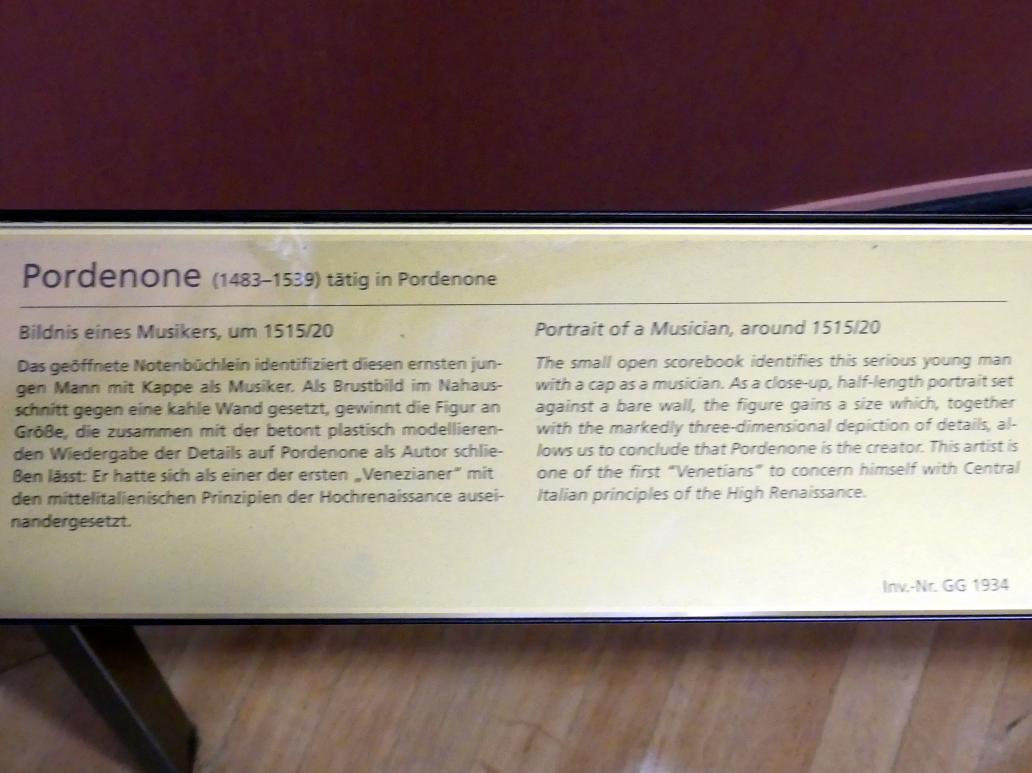 Pordenone (1483–1539) tätig in Pordenone
Bildnis eines Musikers, um 1515/20
Das geöffnete Notenbüchlein identifiziert diesen ernsten jun-
gen Mann mit Kappe als Musiker. Als Brustbild im Nahaus-
schnitt gegen eine kahle Wand gesetzt, gewinnt die Figur an
Größe, die zusammen mit der betont plastisch modellieren-
den Wiedergabe der Details auf Pordenone als Autor schlie-
ßen lässt: Er hatte sich als einer der ersten „Venezianer“ mit
den mittelitalienischen Prinzipien der Hochrenaissance ausei-
nandergesetzt.
Portrait of a Musician, around 1515/20
The small open scorebook identifies this serious young man
with a cap as a musician. As a close-up, half-length portrait set
against a bare wall, the figure gains a size which, together
with the markedly three-dimensional depiction of details, al-
lows us to conclude that Pordenone is the creator. This artist is
one of the first “Venetians” to concern himself with Central
Italian principles of the High Renaissance.
Inv.-Nr. GG 1934